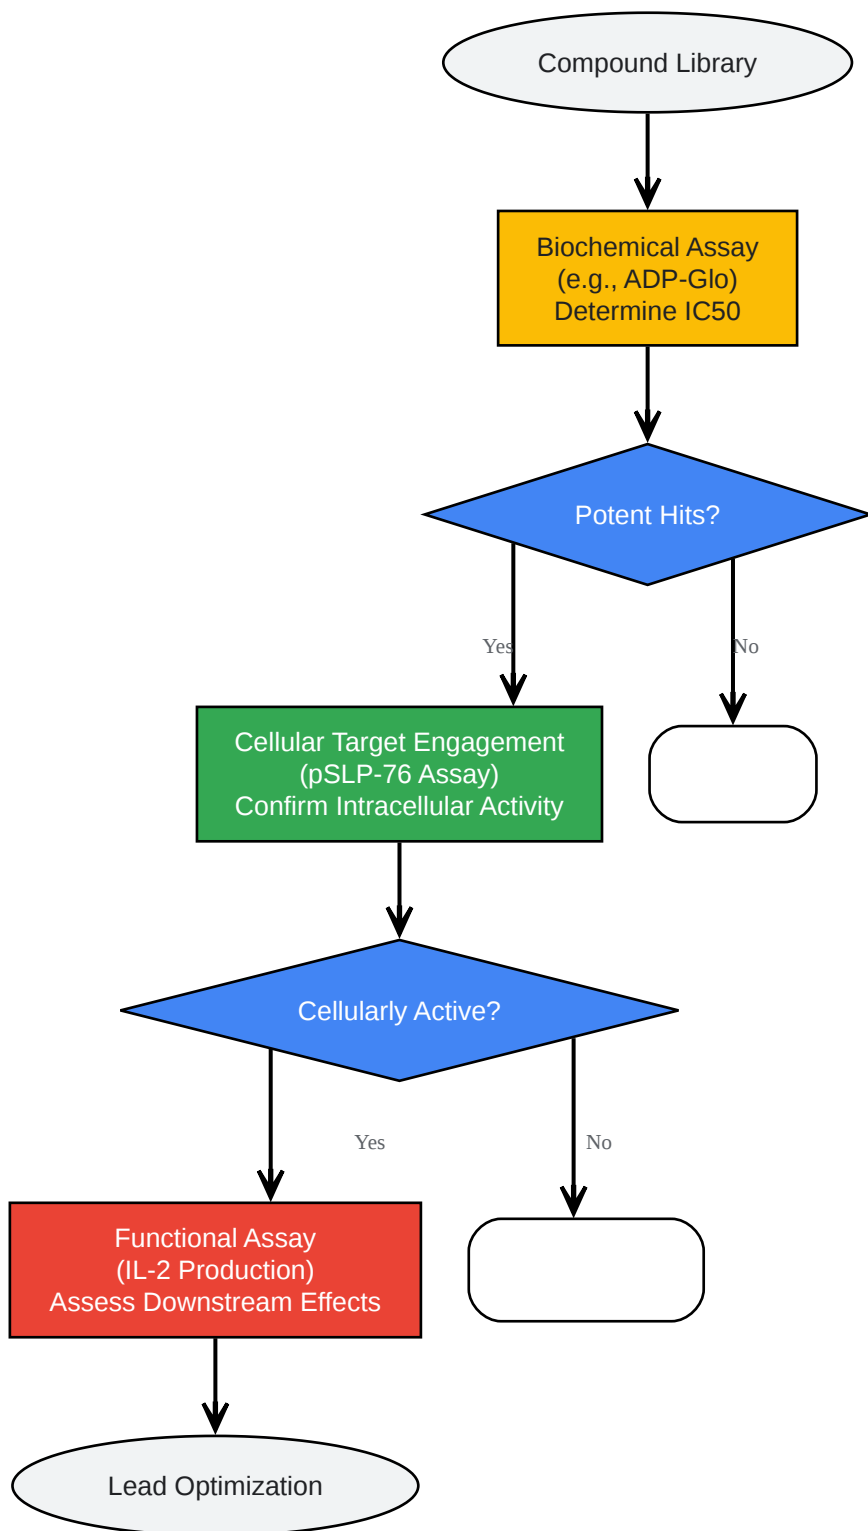 Compound Library
Biochemical Assay
(e.g., ADP-Glo)
Determine IC50
Potent Hits?
Yes
No
Cellular Target Engagement
(pSLP-76 Assay)
Confirm Intracellular Activity
Cellularly Active?
Yes
No
Functional Assay
(IL-2 Production)
Assess Downstream Effects
Lead Optimization